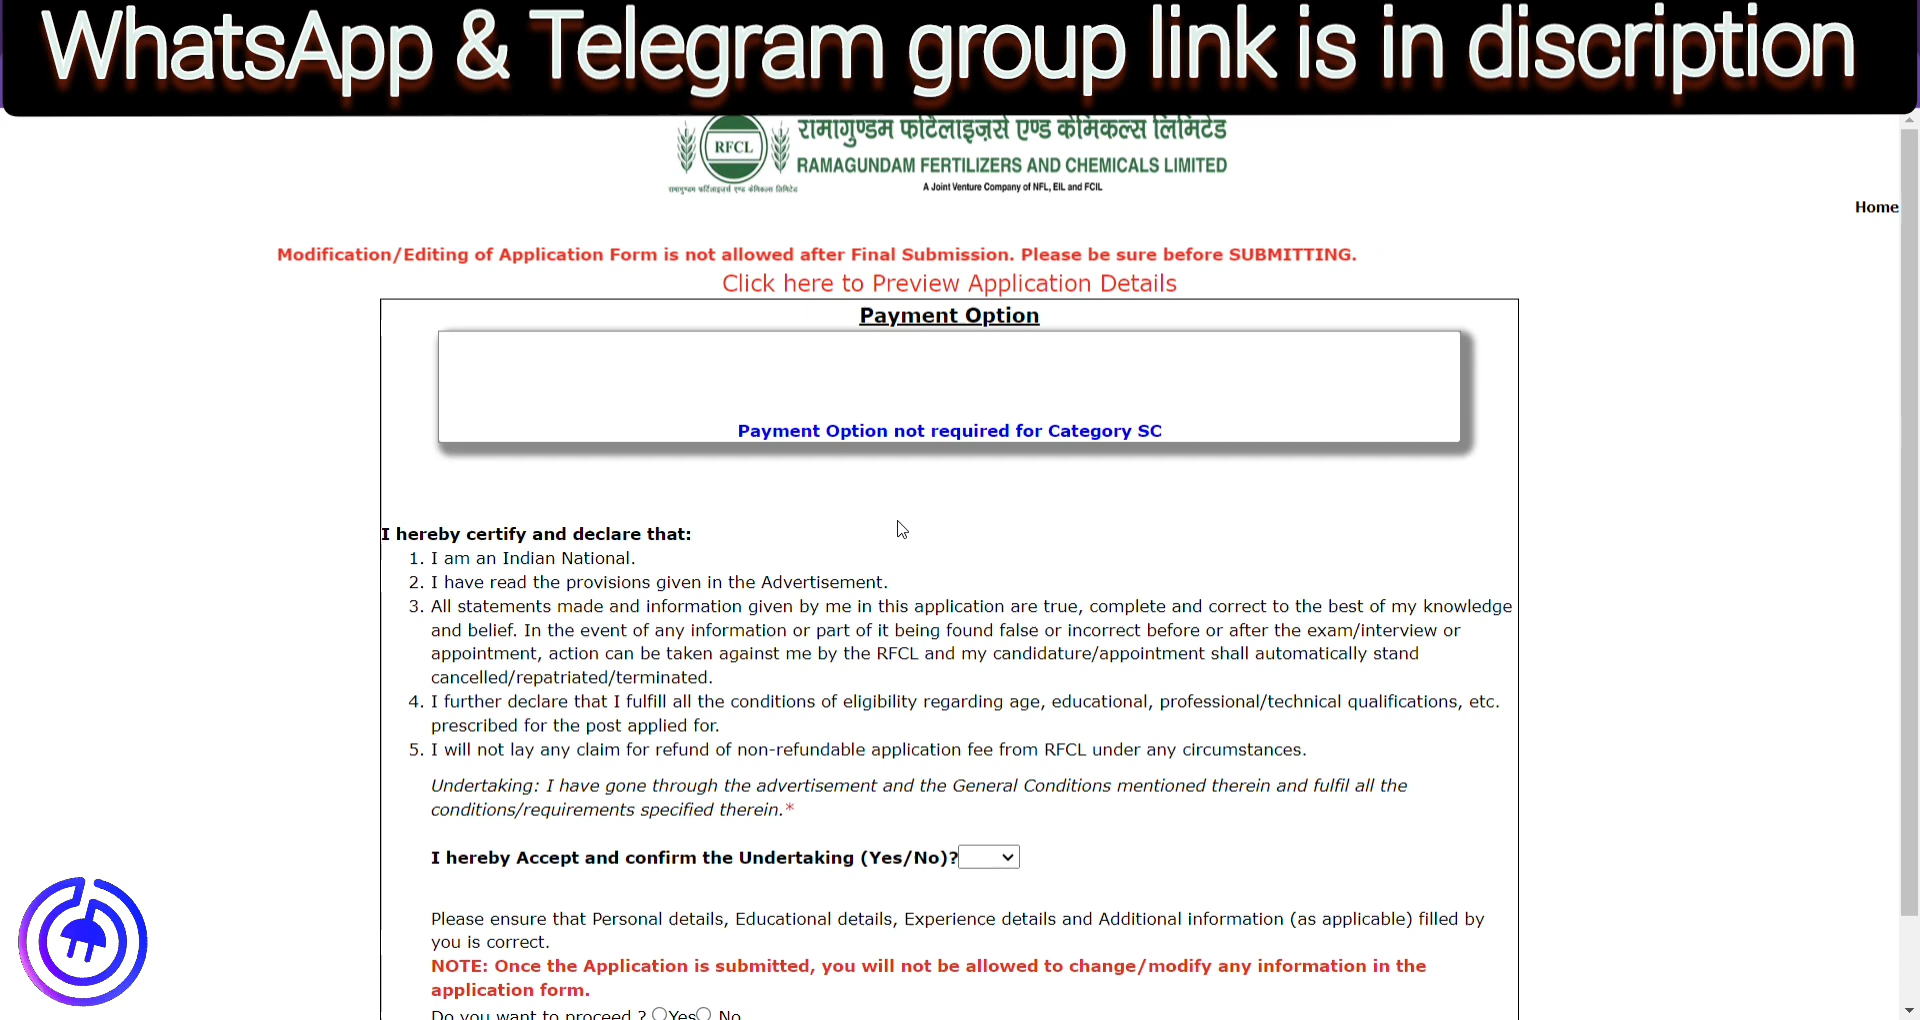 WhatsApp & Telegram group link is in discription
रामागुण्डम फर्टिलाइज़र्स एण्ड केमिकल्स लिमिटेड
RFCL
RAMAGUNDAM FERTILIZERS AND CHEMICALS LIMITED
रामागुण्डम फर्टिलाइज़र्स एण्ड केमिकल्स लिमिटेड
A Joint Venture Company of NFL, EIL and FCIL
Home
Modification/Editing of Application Form is not allowed after Final Submission. Please be sure before SUBMITTING.
Click here to Preview Application Details
Payment Option
Payment Option not required for Category SC
I hereby certify and declare that:
1. I am an Indian National.
2. I have read the provisions given in the Advertisement.
3. All statements made and information given by me in this application are true, complete and correct to the best of my knowledge
and belief. In the event of any information or part of it being found false or incorrect before or after the exam/interview or
appointment, action can be taken against me by the RFCL and my candidature/appointment shall automatically stand
cancelled/repatriated/terminated.
4. I further declare that I fulfill all the conditions of eligibility regarding age, educational, professional/technical qualifications, etc.
prescribed for the post applied for.
5. I will not lay any claim for refund of non-refundable application fee from RFCL under any circumstances.
Undertaking: I have gone through the advertisement and the General Conditions mentioned therein and fulfil all the
conditions/requirements specified therein.*
I hereby Accept and confirm the Undertaking (Yes/No)?
Please ensure that Personal details, Educational details, Experience details and Additional information (as applicable) filled by
you is correct.
NOTE: Once the Application is submitted, you will not be allowed to change/modify any information in the
application form.
Do you want to proceed ? Yes No